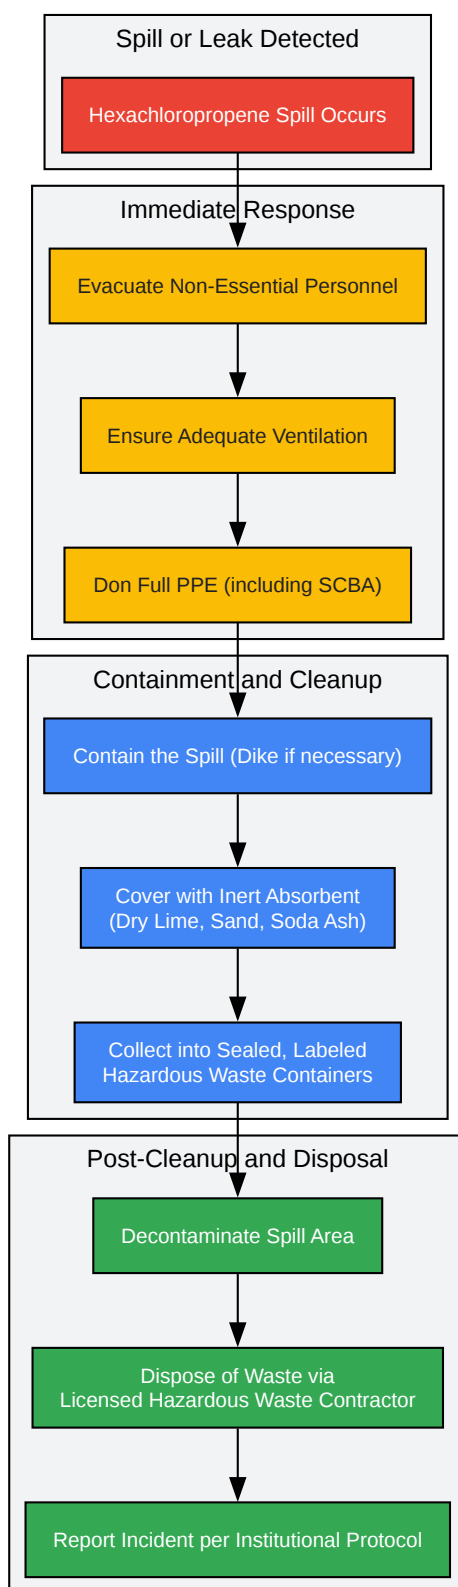 Spill or Leak Detected
Hexachloropropene Spill Occurs
Immediate Response
Evacuate Non-Essential Personnel
Ensure Adequate Ventilation
Don Full PPE (including SCBA)
Containment and Cleanup
Contain the Spill (Dike if necessary)
Cover with Inert Absorbent
(Dry Lime, Sand, Soda Ash)
Collect into Sealed, Labeled
Hazardous Waste Containers
Post-Cleanup and Disposal
Decontaminate Spill Area
Dispose of Waste via
Licensed Hazardous Waste Contractor
Report Incident per Institutional Protocol